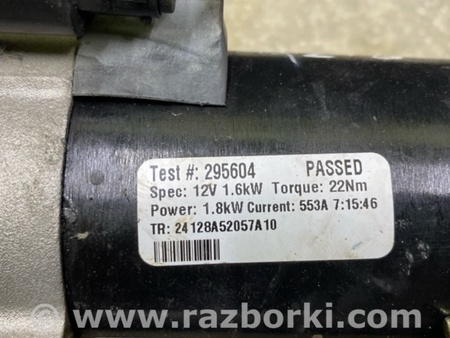 Test #: 295604 PASSED
Spec: 12V 1.6kW Torque: 22Nm
Power: 1.8kW Current: 553A 7:15:46
TR: 24128A52057A10
www.razborki.com